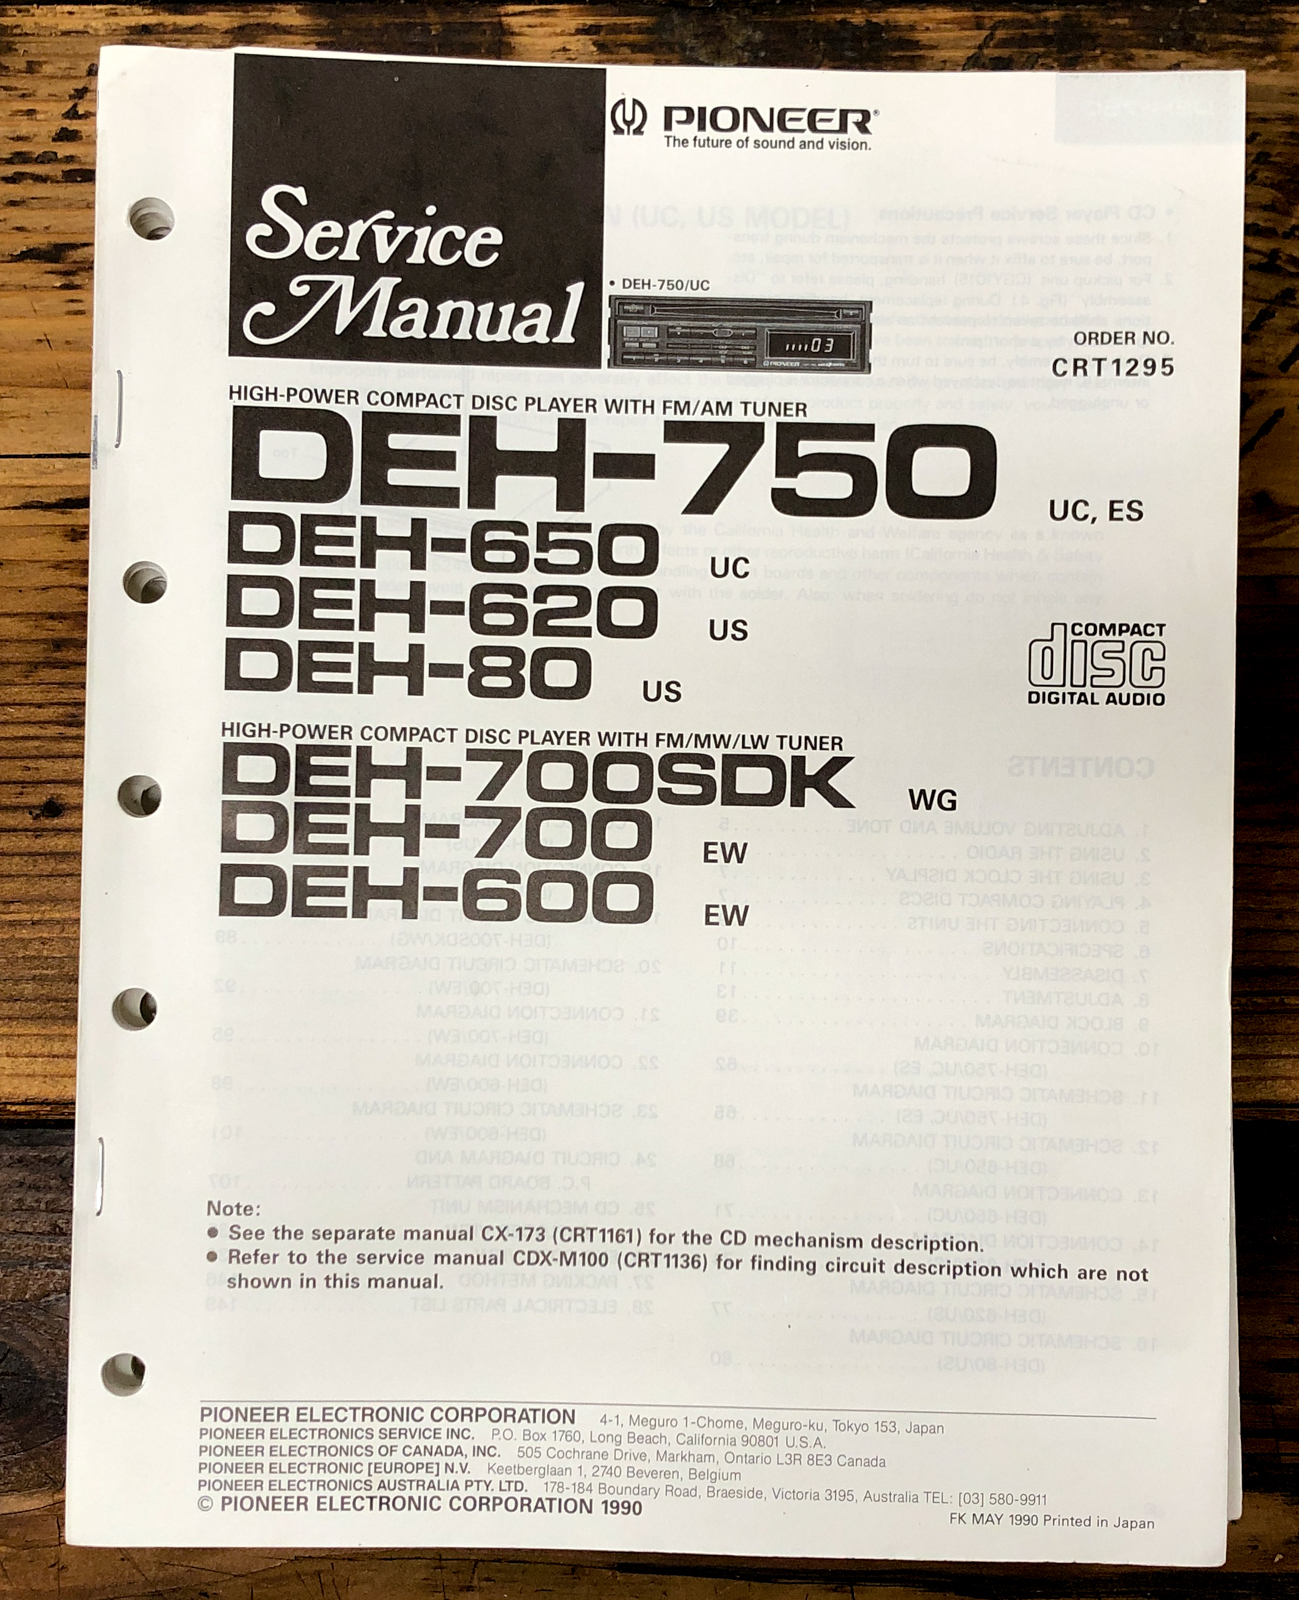 PIONEER®
The future of sound and vision.
Service
Manual
• DEH-750/UC
03
PIONEER
ORDER NO.
CRT1295
HIGH-POWER COMPACT DISC PLAYER WITH FM/AM TUNER
DEH-750 UC, ES
DEH-650 UC
DEH-620 US
DEH-80 US
COMPACT
disc
DIGITAL AUDIO
HIGH-POWER COMPACT DISC PLAYER WITH FM/MW/LW TUNER
DEH-700SDK WG
DEH-700 EW
DEH-600 EW
Note:
● See the separate manual CX-173 (CRT1161) for the CD mechanism description.
● Refer to the service manual CDX-M100 (CRT1136) for finding circuit description which are not
shown in this manual.
PIONEER ELECTRONIC CORPORATION 4-1, Meguro 1-Chome, Meguro-ku, Tokyo 153, Japan
PIONEER ELECTRONICS SERVICE INC. P.O. Box 1760, Long Beach, California 90801 U.S.A.
PIONEER ELECTRONICS OF CANADA, INC. 505 Cochrane Drive, Markham, Ontario L3R 8E3 Canada
PIONEER ELECTRONIC [EUROPE] N.V. Keetberglaan 1, 2740 Beveren, Belgium
PIONEER ELECTRONICS AUSTRALIA PTY. LTD. 178-184 Boundary Road, Braeside, Victoria 3195, Australia TEL: [03] 580-9911
© PIONEER ELECTRONIC CORPORATION 1990
FK MAY 1990 Printed in Japan